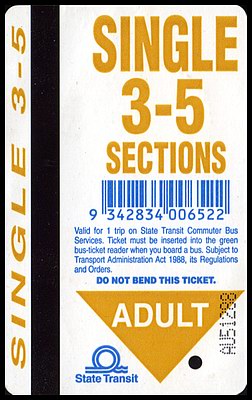 SINGLE 3-5
SINGLE
3-5
SECTIONS
9 342834 006522
Valid for 1 trip on State Transit Commuter Bus
Services. Ticket must be inserted into the green
bus-ticket reader when you board a bus. Subject to
Transport Administration Act 1988, its Regulations
and Orders.
DO NOT BEND THIS TICKET.
ADULT
AU51288
State Transit